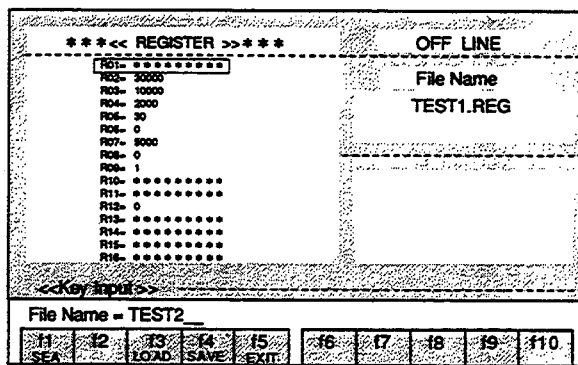 ***<< REGISTER >>***
R01= *********
R02= 30000
R03= 10000
R04= 2000
R05= 30
R06= 0
R07= 5000
R08= 0
R09= 1
R10= *********
R11= *********
R12= 0
R13= *********
R14= *********
R15= *********
R16= *********
OFF LINE
File Name
TEST1.REG
<<Key Input>>
File Name = TEST2_
f1 f2 f3 f4 f5 f6 f7 f8 f9 f10
SEA LOAD SAVE EXIT